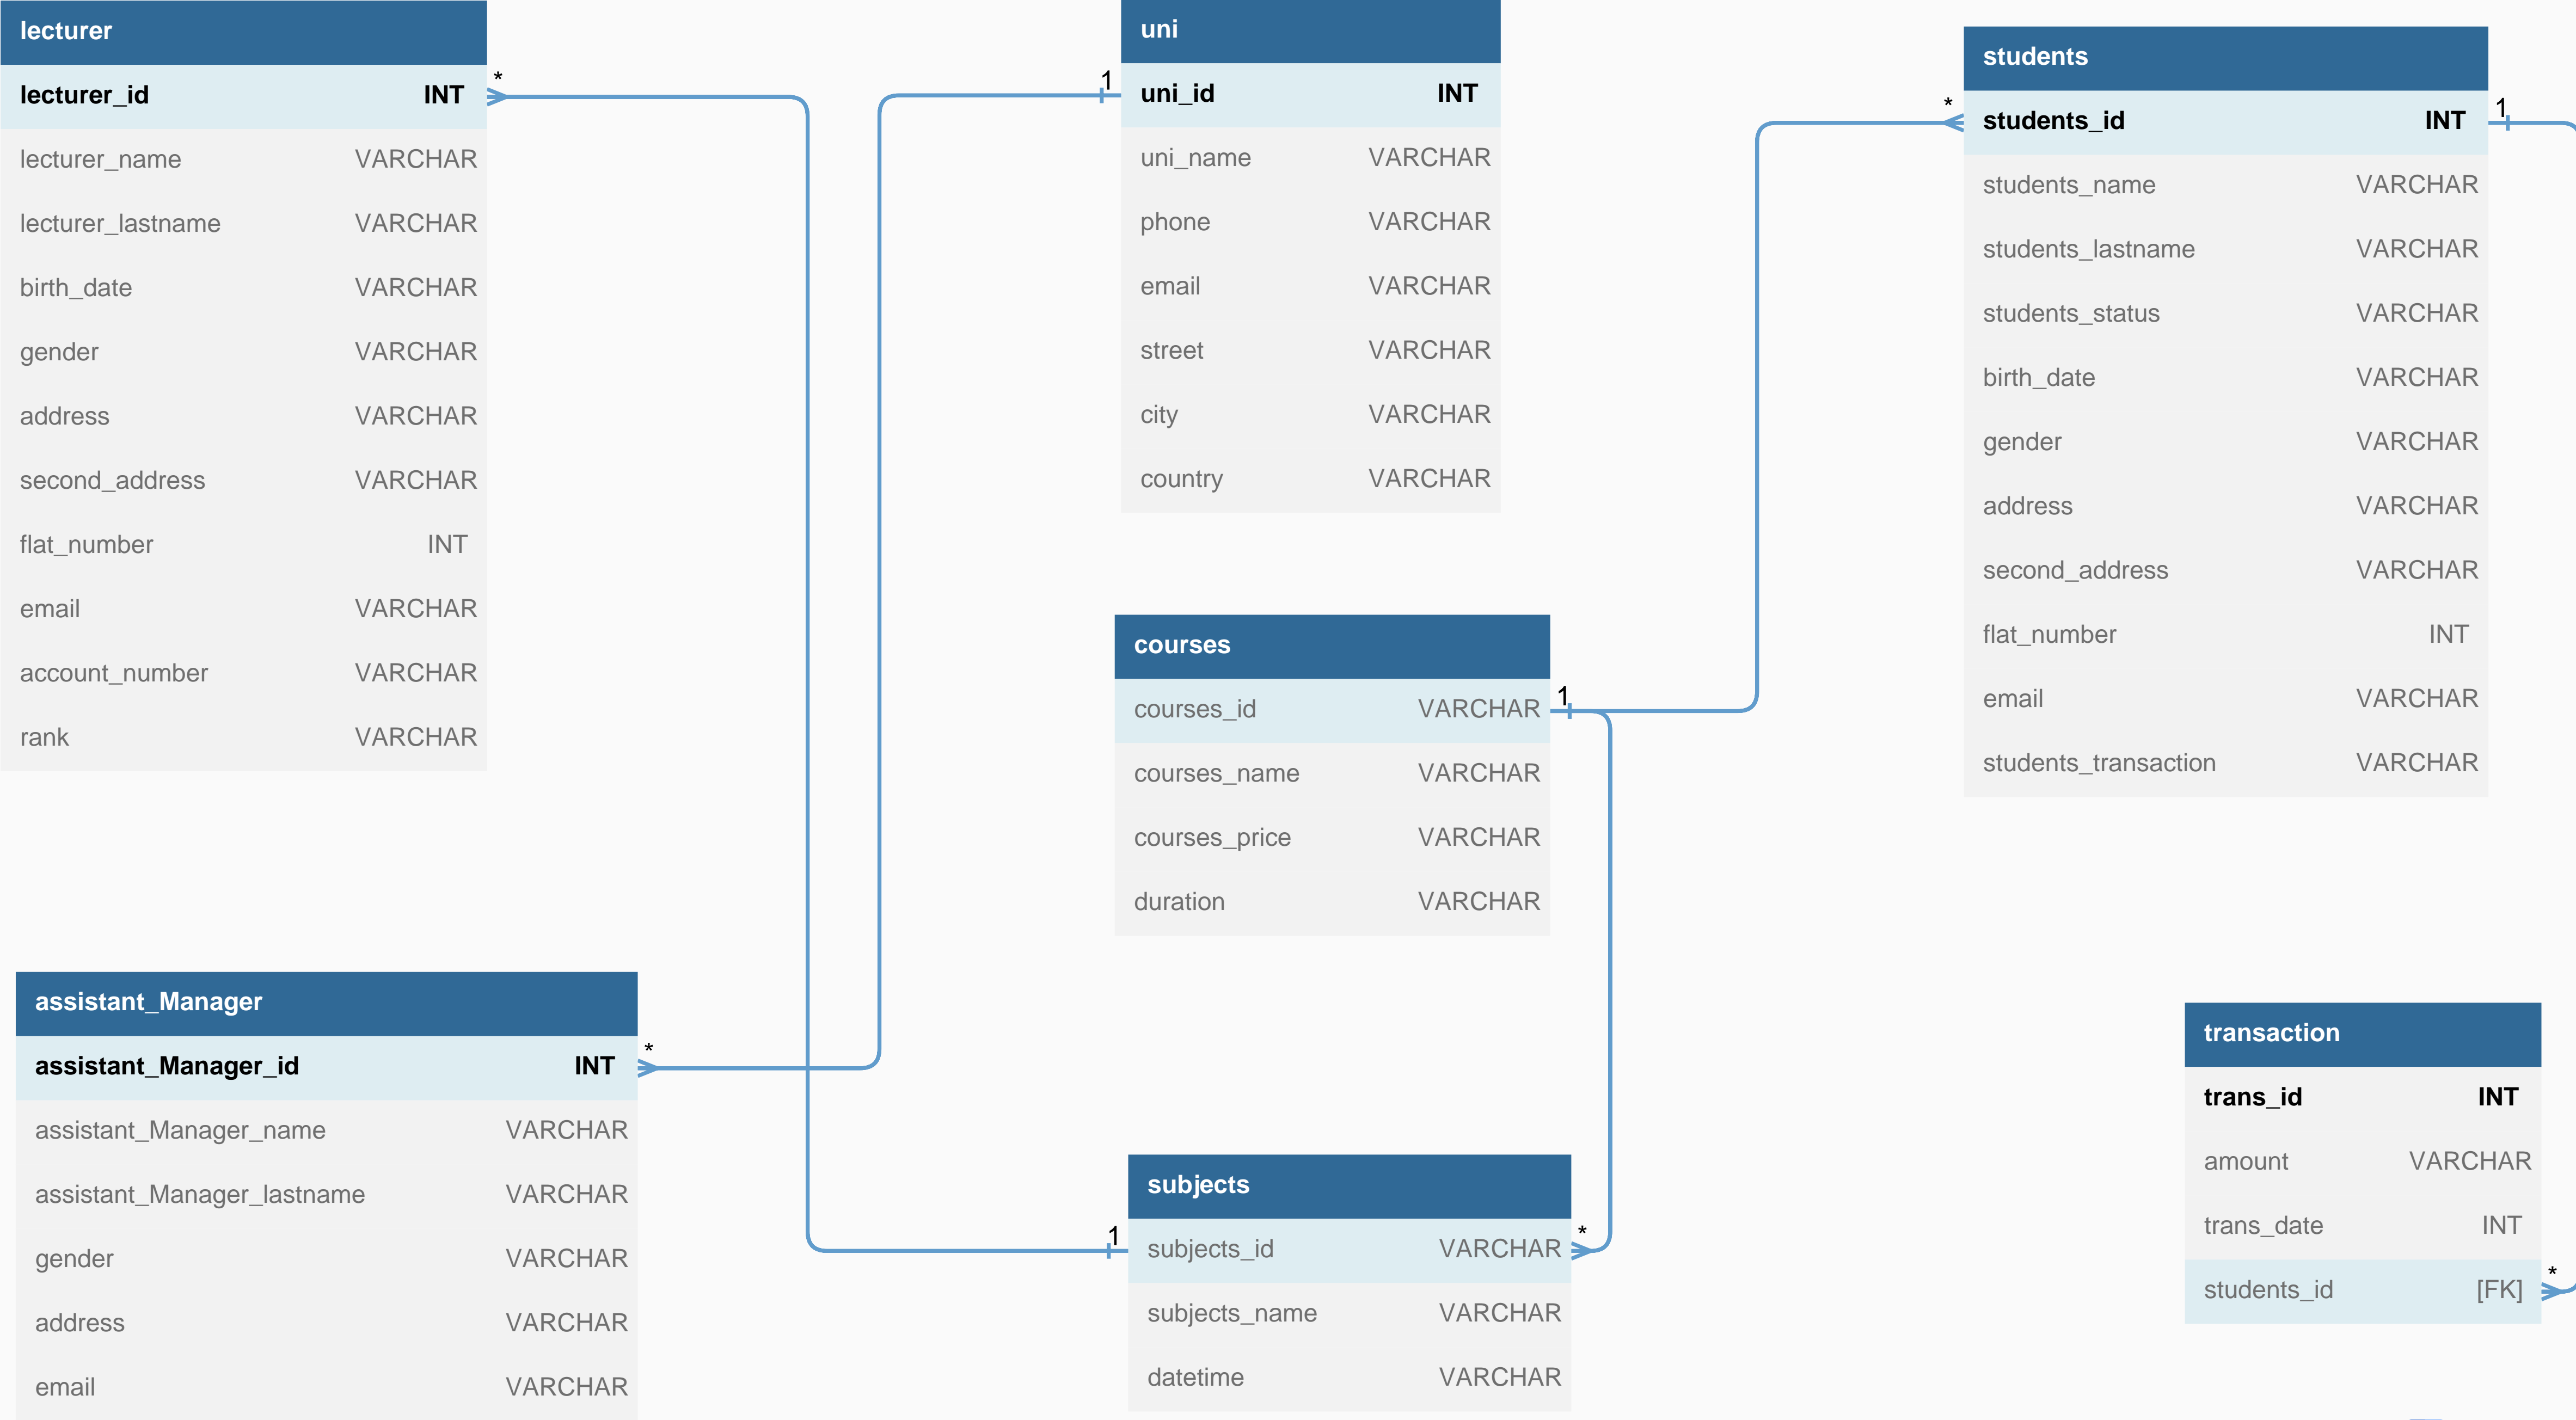 lecturer
lecturer_id INT
lecturer_name VARCHAR
lecturer_lastname VARCHAR
birth_date VARCHAR
gender VARCHAR
address VARCHAR
second_address VARCHAR
flat_number INT
email VARCHAR
account_number VARCHAR
rank VARCHAR
*
uni
1
uni_id INT
uni_name VARCHAR
phone VARCHAR
email VARCHAR
street VARCHAR
city VARCHAR
country VARCHAR
students
*
students_id INT
1
students_name VARCHAR
students_lastname VARCHAR
students_status VARCHAR
birth_date VARCHAR
gender VARCHAR
address VARCHAR
second_address VARCHAR
flat_number INT
email VARCHAR
students_transaction VARCHAR
courses
courses_id VARCHAR
1
courses_name VARCHAR
courses_price VARCHAR
duration VARCHAR
assistant_Manager
assistant_Manager_id INT
*
assistant_Manager_name VARCHAR
assistant_Manager_lastname VARCHAR
gender VARCHAR
address VARCHAR
email VARCHAR
subjects
1
subjects_id VARCHAR
*
subjects_name VARCHAR
datetime VARCHAR
transaction
trans_id INT
amount VARCHAR
trans_date INT
students_id [FK]
*